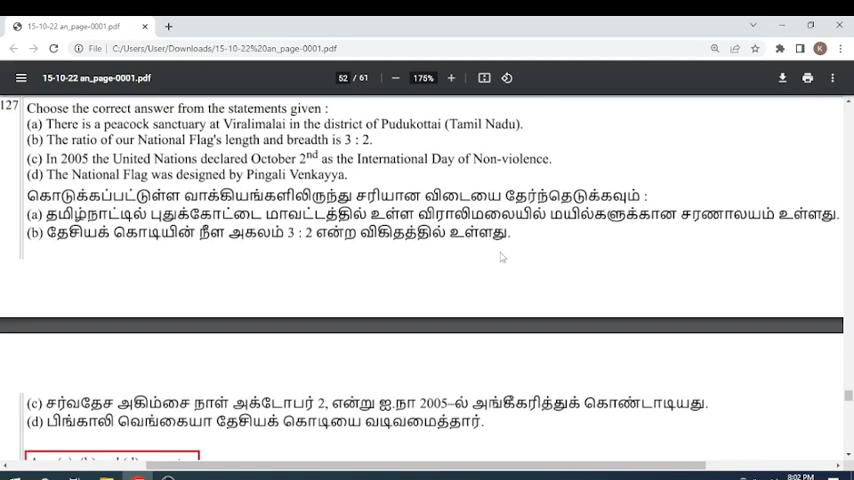 15-10-22 an_page-0001.pdf
File C:/Users/User/Downloads/15-10-22%20an_page-0001.pdf
K
15-10-22 an_page-0001.pdf 52 / 61 175%
127 Choose the correct answer from the statements given :
(a) There is a peacock sanctuary at Viralimalai in the district of Pudukottai (Tamil Nadu).
(b) The ratio of our National Flag's length and breadth is 3 : 2.
(c) In 2005 the United Nations declared October 2nd as the International Day of Non-violence.
(d) The National Flag was designed by Pingali Venkayya.
கொடுக்கப்பட்டுள்ள வாக்கியங்களிலிருந்து சரியான விடையை தேர்ந்தெடுக்கவும் :
(a) தமிழ்நாட்டில் புதுக்கோட்டை மாவட்டத்தில் உள்ள விராலிமலையில் மயில்களுக்கான சரணாலயம் உள்ளது.
(b) தேசியக் கொடியின் நீள அகலம் 3 : 2 என்ற விகிதத்தில் உள்ளது.
(c) சர்வதேச அகிம்சை நாள் அக்டோபர் 2, என்று ஐ.நா 2005–ல் அங்கீகரித்துக் கொண்டாடியது.
(d) பிங்காலி வெங்கையா தேசியக் கொடியை வடிவமைத்தார்.
8:02 PM